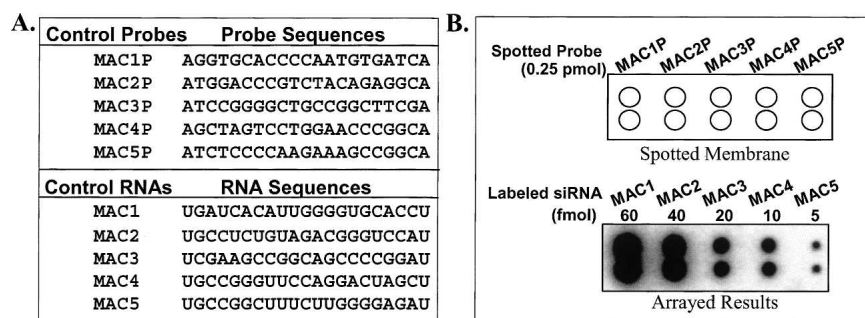 A.
Control Probes Probe Sequences
MAC1P AGGTGCACCCCAATGTGATCA
MAC2P ATGGACCCGTCTACAGAGGCA
MAC3P ATCCGGGGCTGCCGGCTTCGA
MAC4P AGCTAGTCCTGGAACCCGGCA
MAC5P ATCTCCCCAAGAAAGCCGGCA
Control RNAs RNA Sequences
MAC1 UGAUCACAUUGGGGUGCACCU
MAC2 UGCCUCUGUAGACGGGUCCAU
MAC3 UCGAAGCCGGCAGCCCCGGAU
MAC4 UGCCGGGUUCCAGGACUAGCU
MAC5 UGCCGGCUUUCUUGGGGAGAU
B.
Spotted Probe
(0.25 pmol)
MAC1P MAC2P MAC3P MAC4P MAC5P
Spotted Membrane
Labeled siRNA
(fmol)
MAC1 MAC2 MAC3 MAC4 MAC5
60 40 20 10 5
Arrayed Results